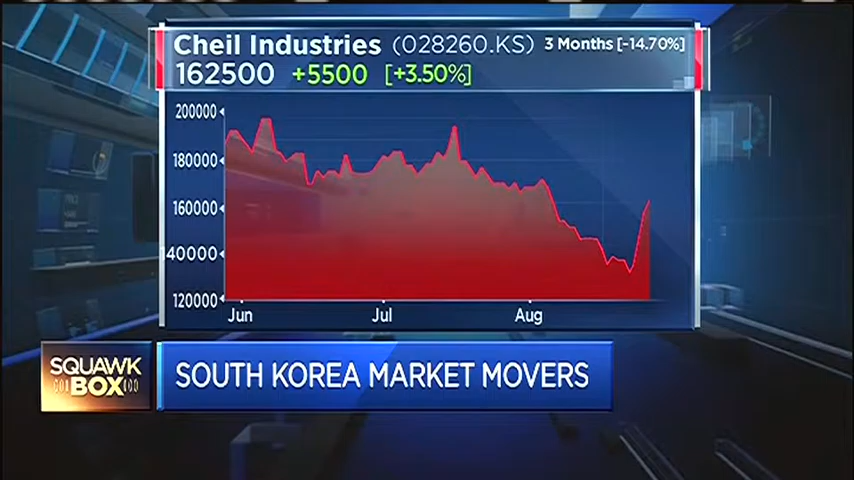 Cheil Industries (028260.KS) 3 Months [-14.70%]
162500 +5500 [+3.50%]
200000
180000
160000
140000
120000
Jun Jul Aug
SQUAWK
BOX
SOUTH KOREA MARKET MOVERS